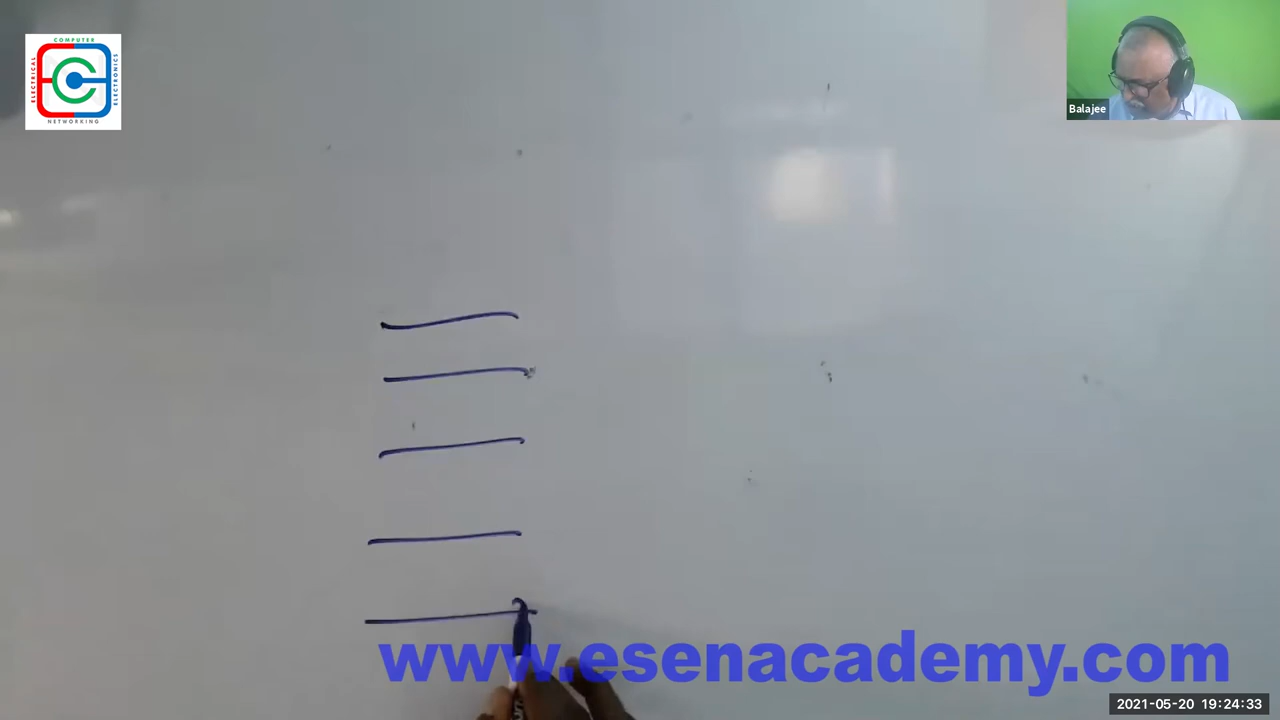 COMPUTER
ELECTRICAL
ELECTRONICS
NETWORKING
Balajee
www.esenacademy.com
2021-05-20 19:24:33